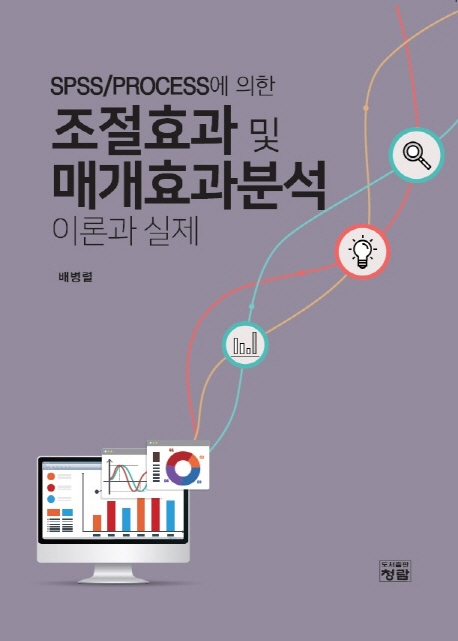 SPSS/PROCESS에 의한
조절효과 및
매개효과분석
이론과 실제
배병렬
도서출판
청람